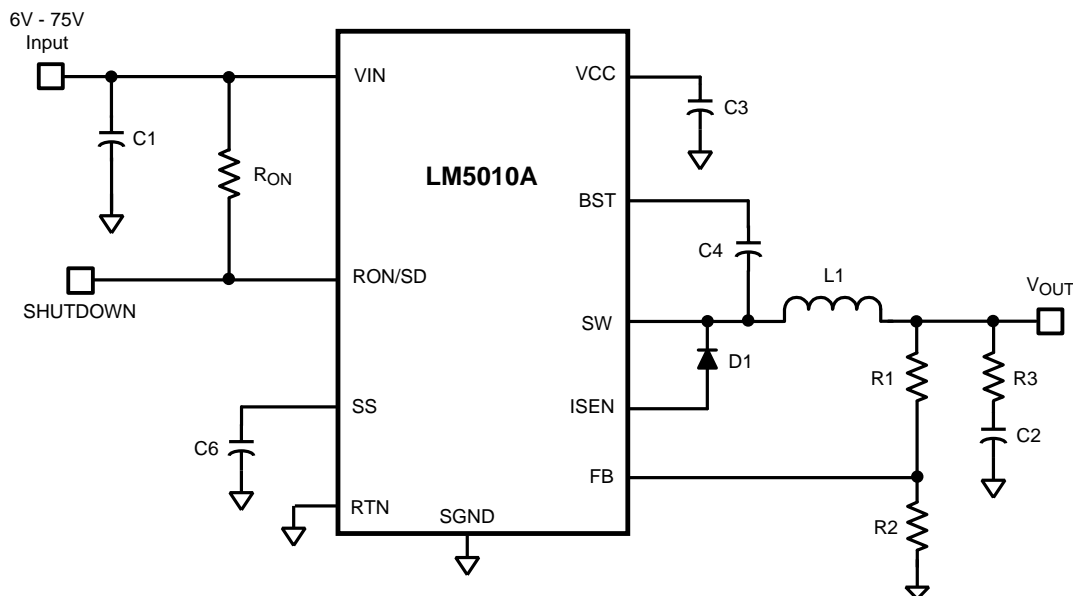 6V - 75V
Input
VIN
VCC
C3
C1
RON
LM5010A
BST
C4
L1
VOUT
RON/SD
SHUTDOWN
SW
D1
R1
R3
ISEN
C2
SS
C6
FB
RTN
SGND
R2